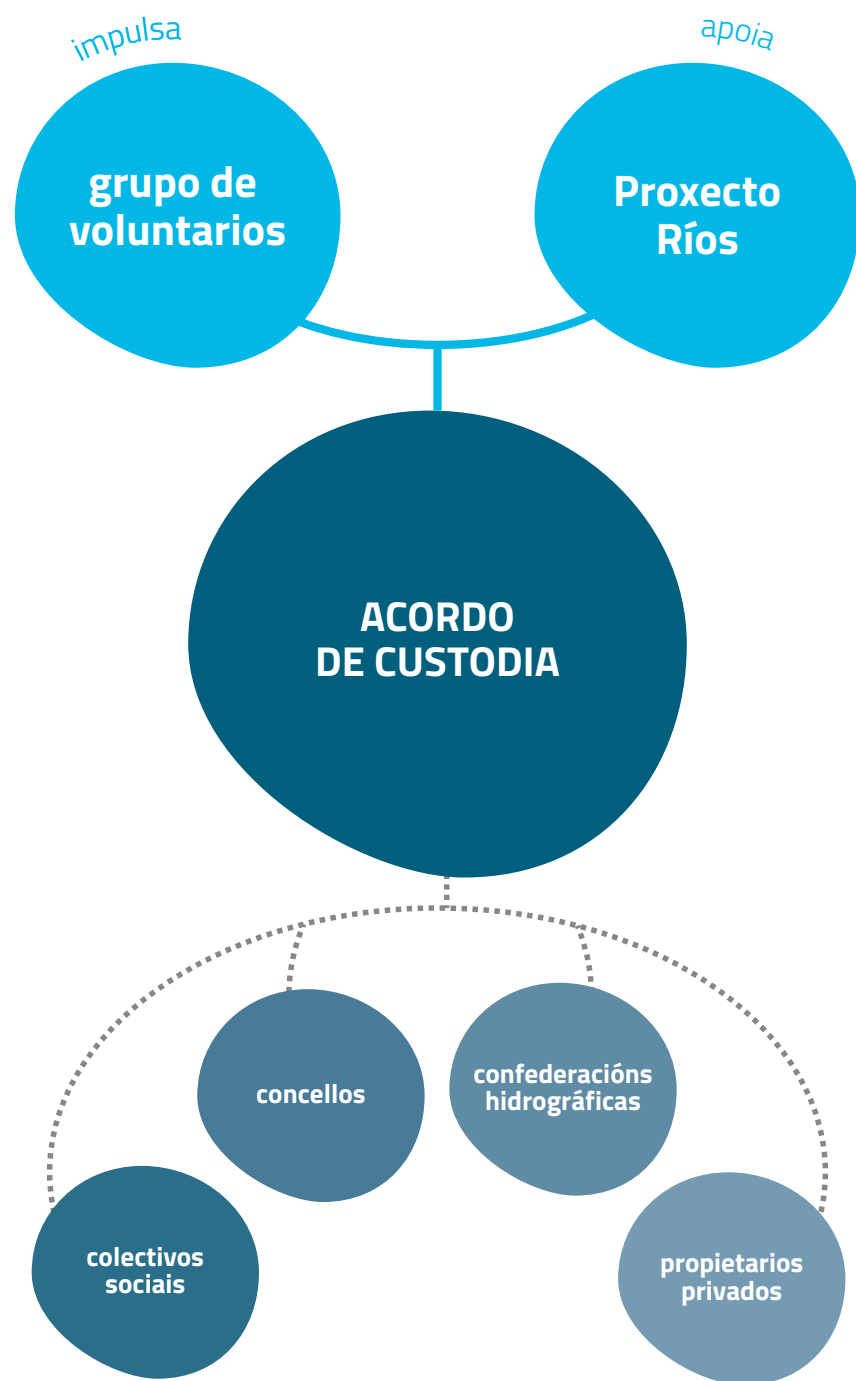 impulsa
apoia
grupo de
voluntarios
Proxecto
Ríos
ACORDO
DE CUSTODIA
concellos
confederacións
hidrográficas
colectivos
sociais
propietarios
privados